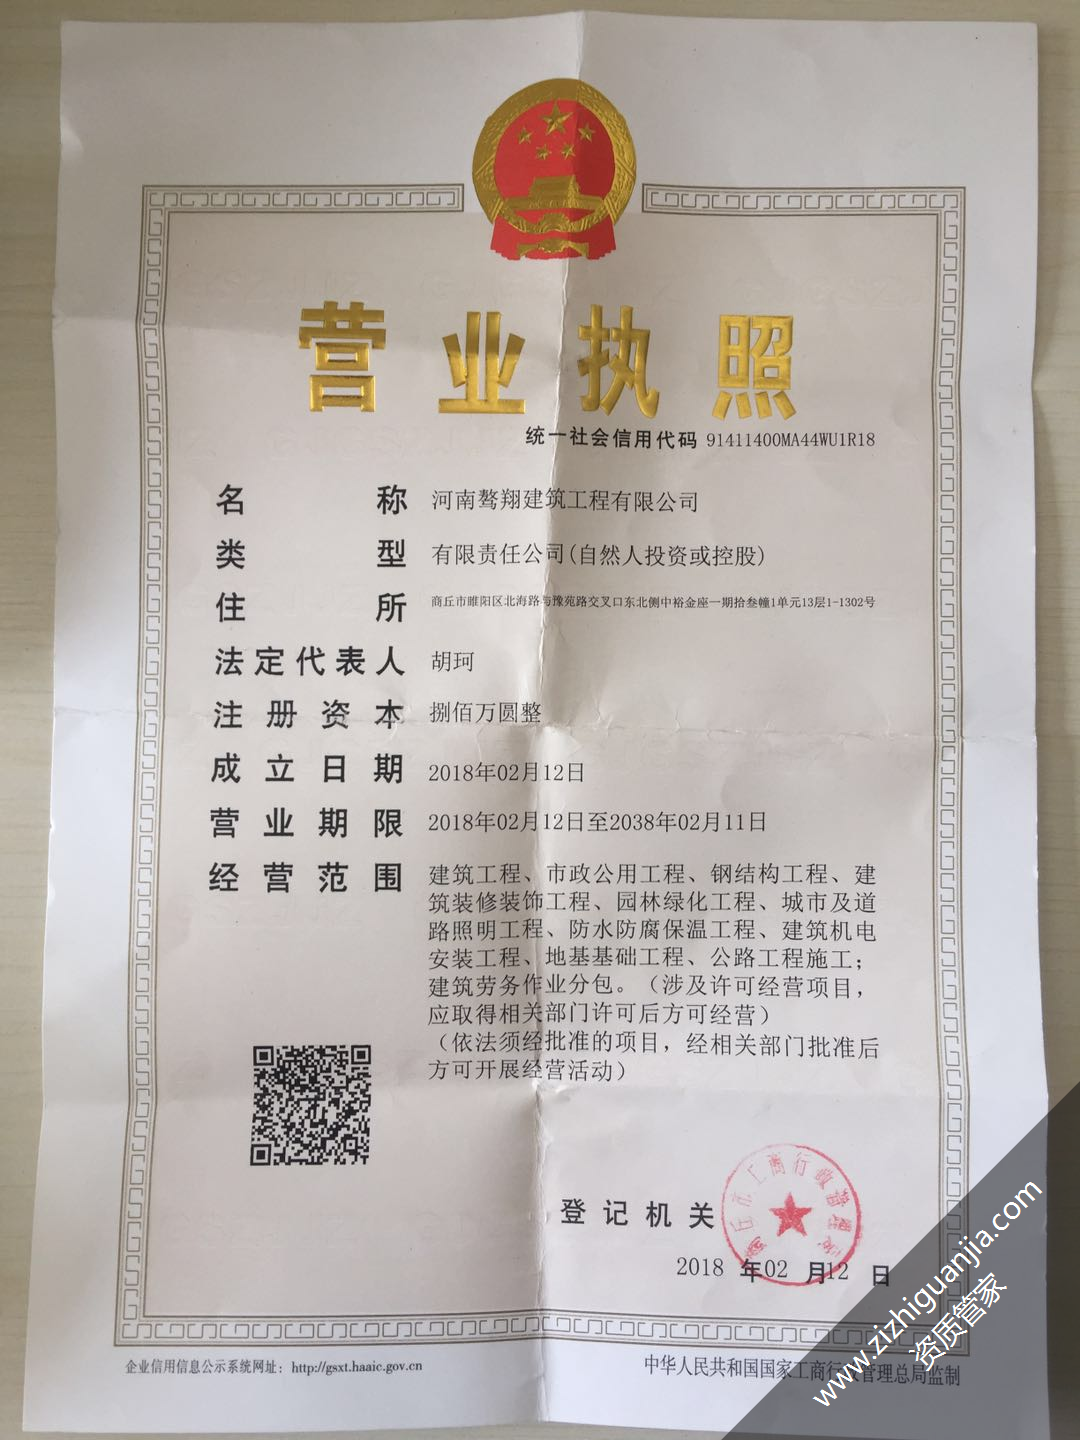 营业执照
统一社会信用代码 91411400MA44WU1R18
名称 河南骜翔建筑工程有限公司
类型 有限责任公司(自然人投资或控股)
住所 商丘市睢阳区北海路与豫苑路交叉口东北侧中裕金座一期拾叁幢1单元13层1-1302号
法定代表人 胡珂
注册资本 捌佰万圆整
成立日期 2018年02月12日
营业期限 2018年02月12日至2038年02月11日
经营范围 建筑工程、市政公用工程、钢结构工程、建
筑装修装饰工程、园林绿化工程、城市及道
路照明工程、防水防腐保温工程、建筑机电
安装工程、地基基础工程、公路工程施工；
建筑劳务作业分包。（涉及许可经营项目，
应取得相关部门许可后方可经营）
（依法须经批准的项目，经相关部门批准后
方可开展经营活动）
登记机关
商丘市工商行政管理局
2018 年 02 月 12 日
企业信用信息公示系统网址：http://gsxt.haaic.gov.cn
中华人民共和国国家工商行政管理总局监制
www.zizhiguanjia.com
资质管家